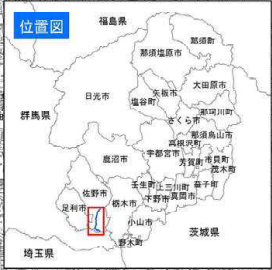 位置図
福島県
那須町
那須塩原市
大田原市
日光市
矢板市
塩谷町
那珂川町
さくら市
群馬県
那須烏山市
高根沢町
宇都宮市
市貝町
芳賀町
茂木町
鹿沼市
壬生町
上三川町
益子町
真岡市
下野市
佐野市
栃木市
足利市
小山市
茨城県
野木町
埼玉県